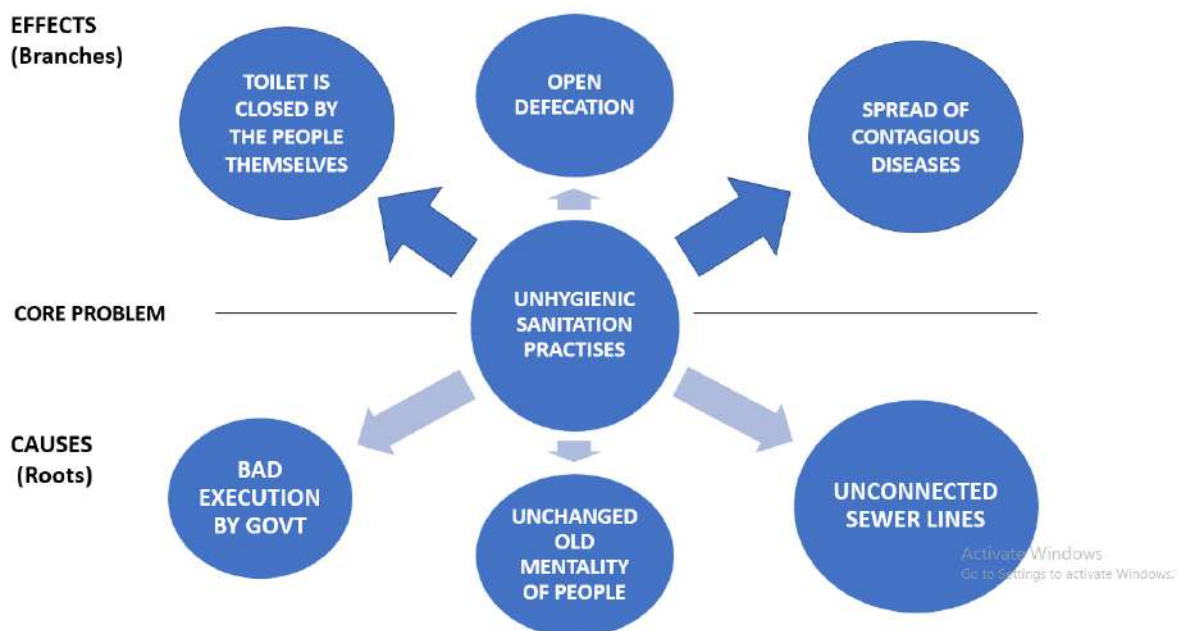 EFFECTS
(Branches)
TOILET IS
CLOSED BY
THE PEOPLE
THEMSELVES
OPEN
DEFECATION
SPREAD OF
CONTAGIOUS
DISEASES
CORE PROBLEM
UNHYGIENIC
SANITATION
PRACTISES
CAUSES
(Roots)
BAD
EXECUTION
BY GOVT
UNCHANGED
OLD
MENTALITY
OF PEOPLE
UNCONNECTED
SEWER LINES
Activate Windows
Go to Settings to activate Windows.